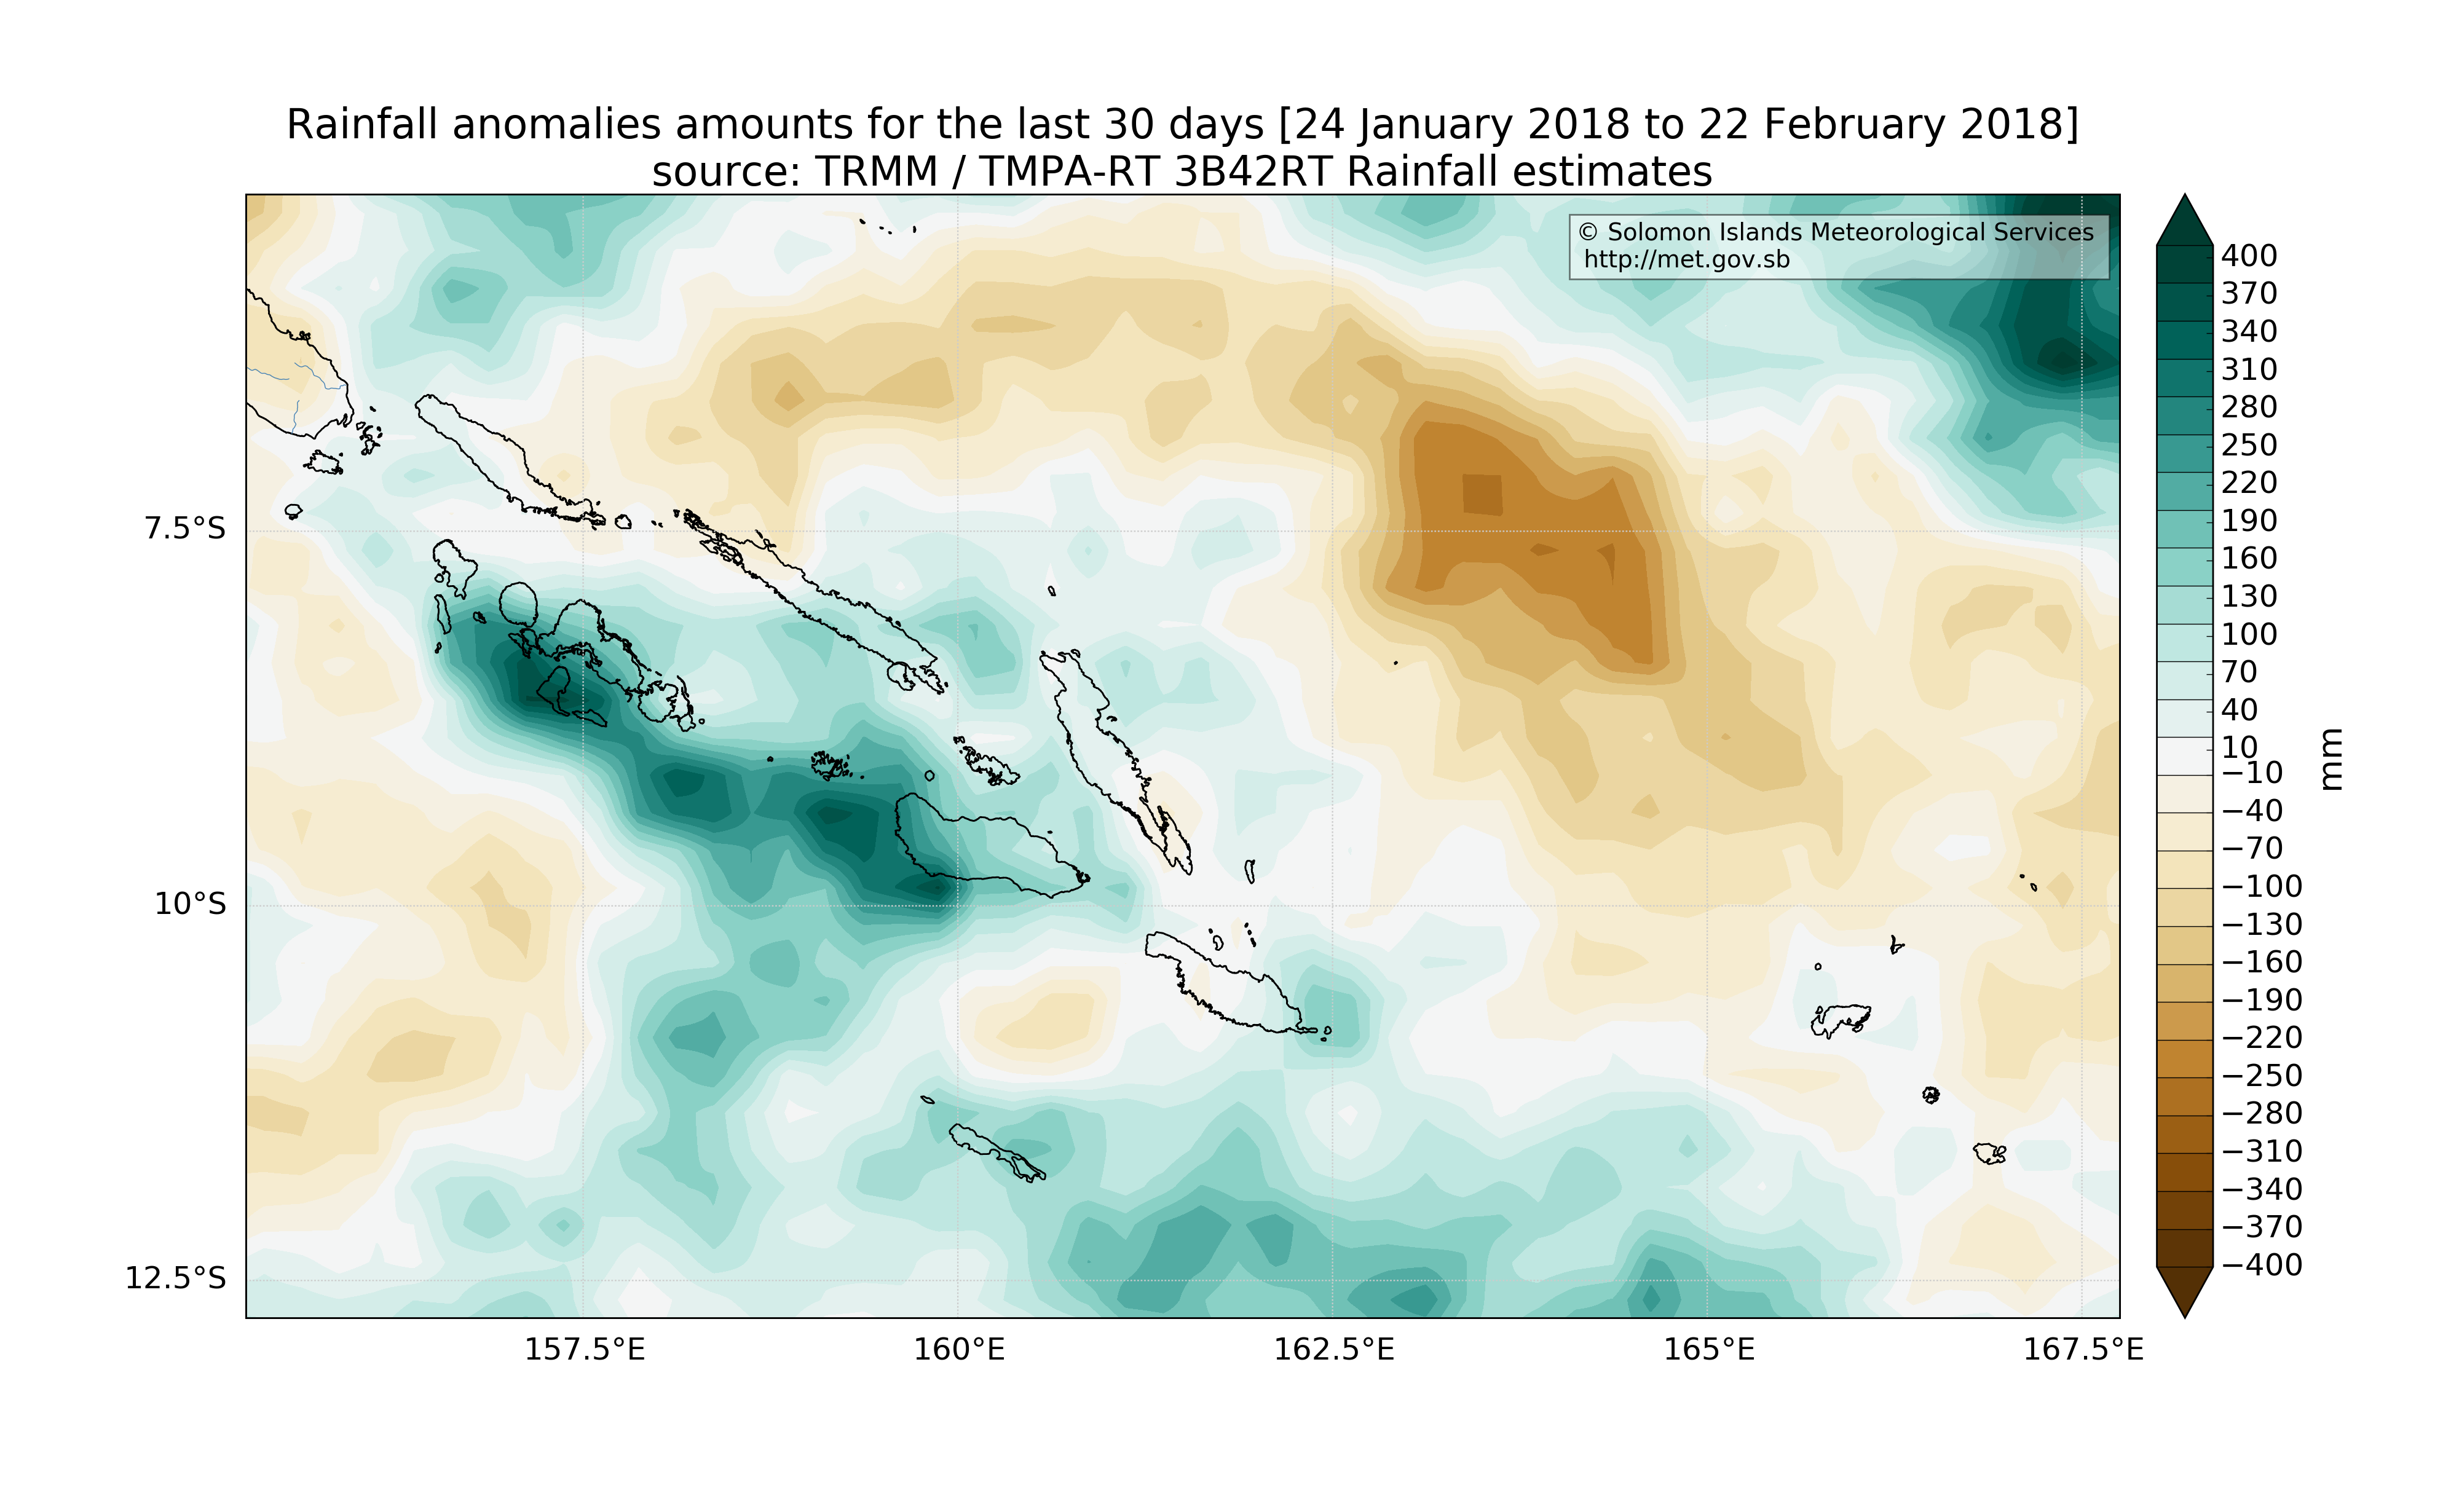 Rainfall anomalies amounts for the last 30 days [24 January 2018 to 22 February 2018]
source: TRMM / TMPA-RT 3B42RT Rainfall estimates
© Solomon Islands Meteorological Services
http://met.gov.sb
7.5°S
10°S
12.5°S
157.5°E
160°E
162.5°E
165°E
167.5°E
400
370
340
310
280
250
220
190
160
130
100
70
40
10
−10
−40
−70
−100
−130
−160
−190
−220
−250
−280
−310
−340
−370
−400
mm